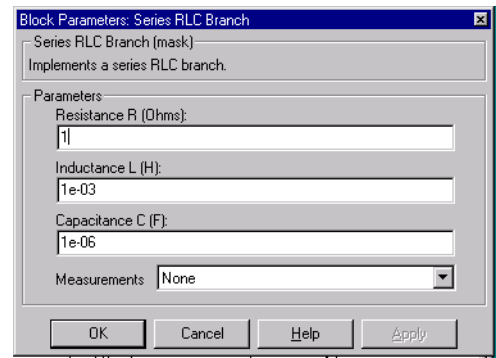 Block Parameters: Series RLC Branch
Series RLC Branch (mask)
Implements a series RLC branch.
Parameters
Resistance R (Ohms):
1
Inductance L (H):
1e-03
Capacitance C (F):
1e-06
Measurements None
OK Cancel Help Apply